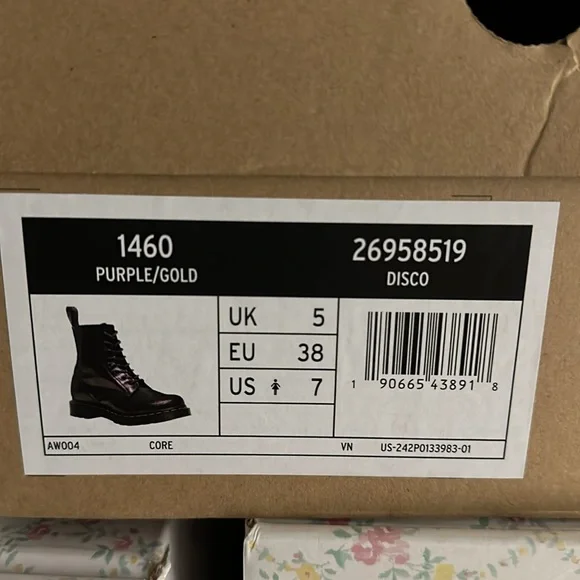 1460 26958519
PURPLE/GOLD DISCO
UK 5
EU 38
US 7
1 90665 43891 8
AW004 CORE VN US-242P0133983-01